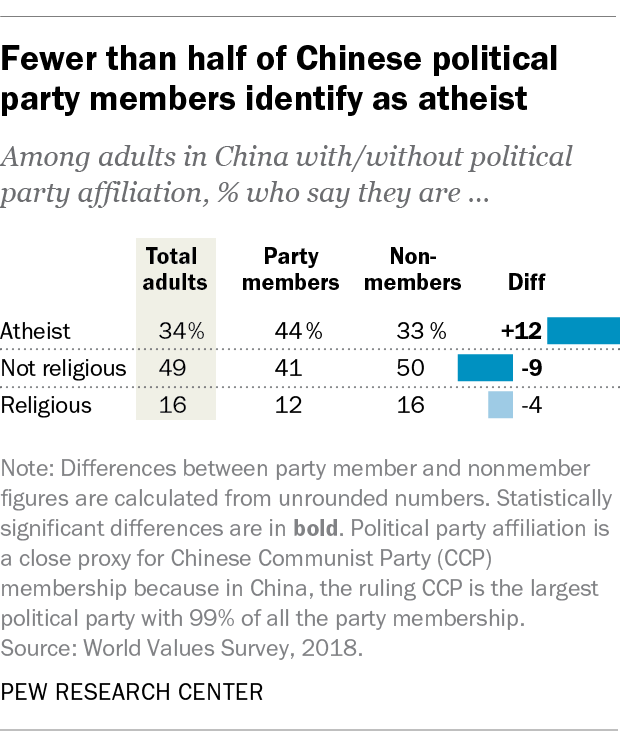 Fewer than half of Chinese political
party members identify as atheist
Among adults in China with/without political
party affiliation, % who say they are ...
Total adults Party members Non-members Diff
Atheist 34% 44% 33% +12
Not religious 49 41 50 -9
Religious 16 12 16 -4
Note: Differences between party member and nonmember
figures are calculated from unrounded numbers. Statistically
significant differences are in bold. Political party affiliation is
a close proxy for Chinese Communist Party (CCP)
membership because in China, the ruling CCP is the largest
political party with 99% of all the party membership.
Source: World Values Survey, 2018.
PEW RESEARCH CENTER